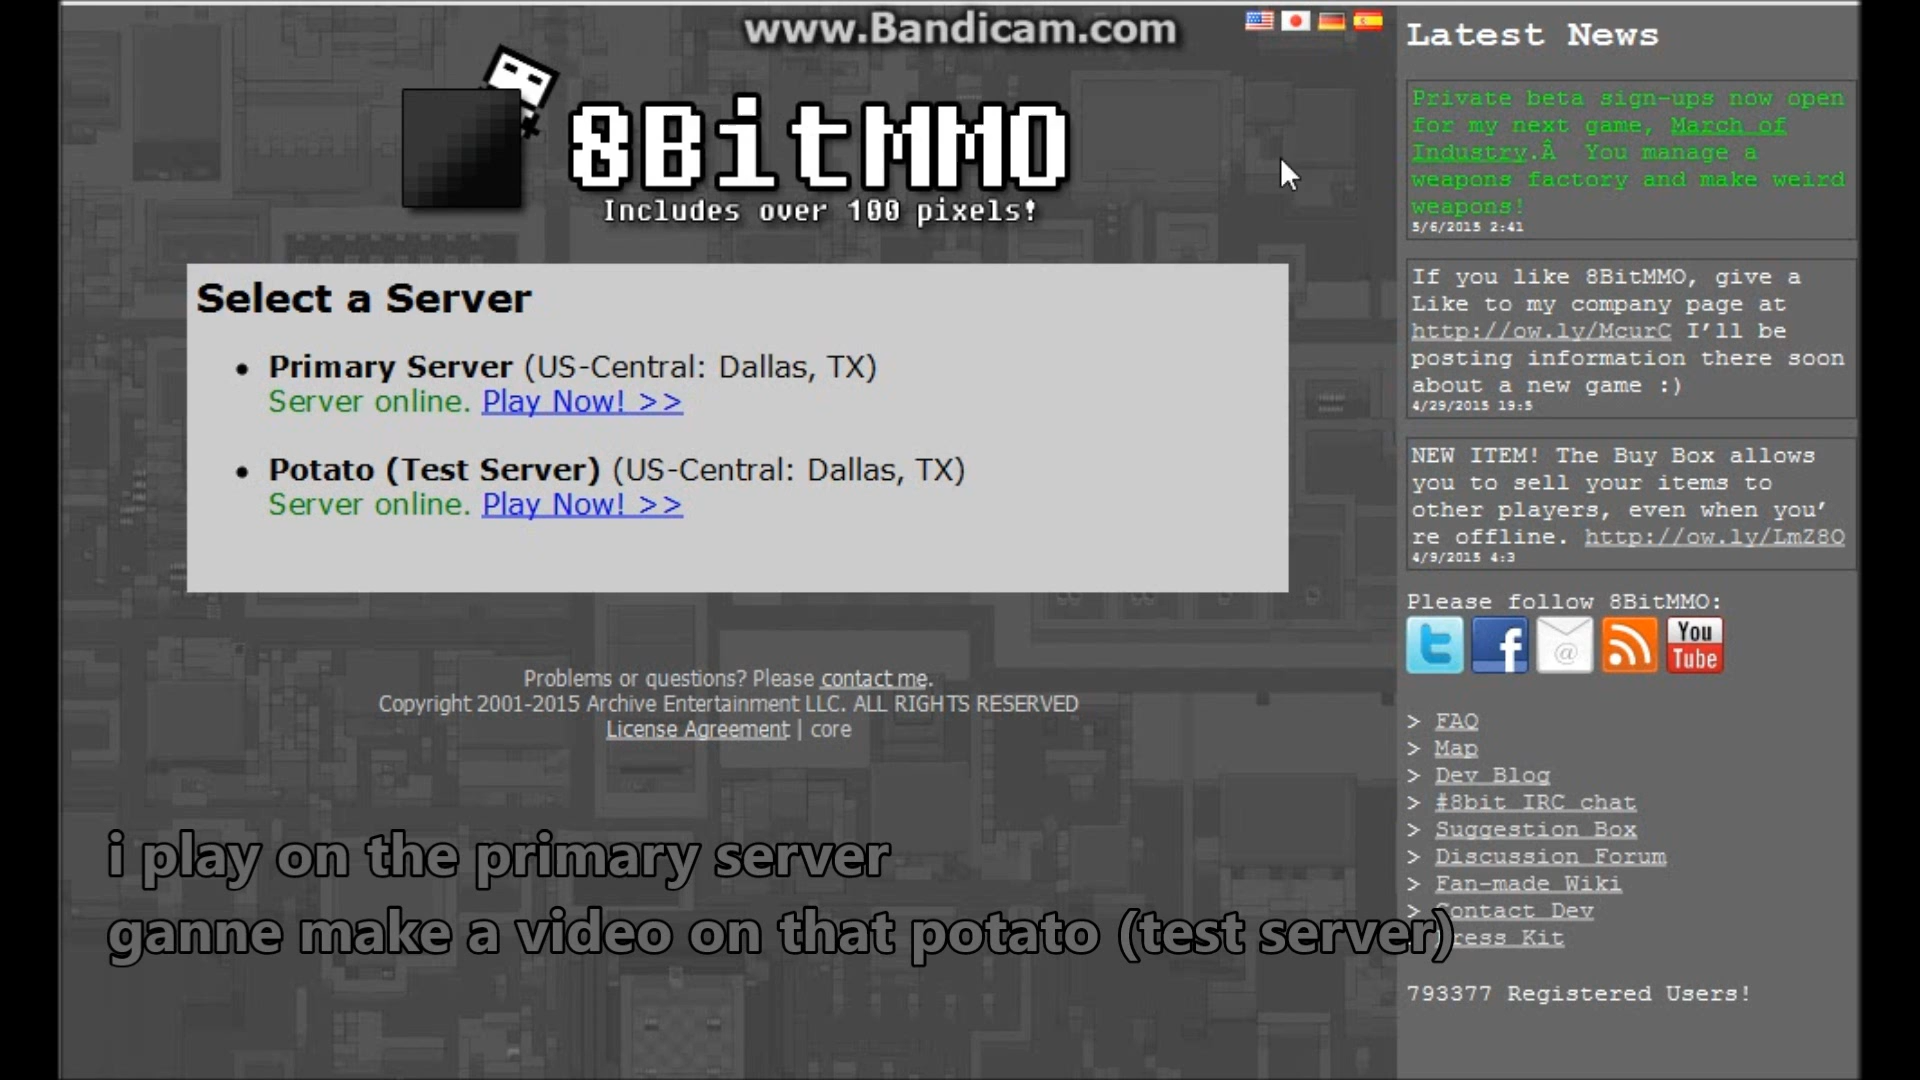 www.Bandicam.com
8BitMMO
Includes over 100 pixels!
Select a Server
• Primary Server (US-Central: Dallas, TX)
Server online. Play Now! >>
• Potato (Test Server) (US-Central: Dallas, TX)
Server online. Play Now! >>
Problems or questions? Please contact me.
Copyright 2001-2015 Archive Entertainment LLC. ALL RIGHTS RESERVED
License Agreement | core
i play on the primary server
ganne make a video on that potato (test server)
Latest News
Private beta sign-ups now open
for my next game, March of
Industry.Â  You manage a
weapons factory and make weird
weapons!
5/6/2015 2:41
If you like 8BitMMO, give a
Like to my company page at
http://ow.ly/McurC I’ll be
posting information there soon
about a new game :)
4/29/2015 19:5
NEW ITEM! The Buy Box allows
you to sell your items to
other players, even when you’
re offline. http://ow.ly/LmZ8O
4/9/2015 4:3
Please follow 8BitMMO:
You
Tube
> FAQ
> Map
> Dev Blog
> #8bit IRC chat
> Suggestion Box
> Discussion Forum
> Fan-made Wiki
> Contact Dev
Press Kit
793377 Registered Users!